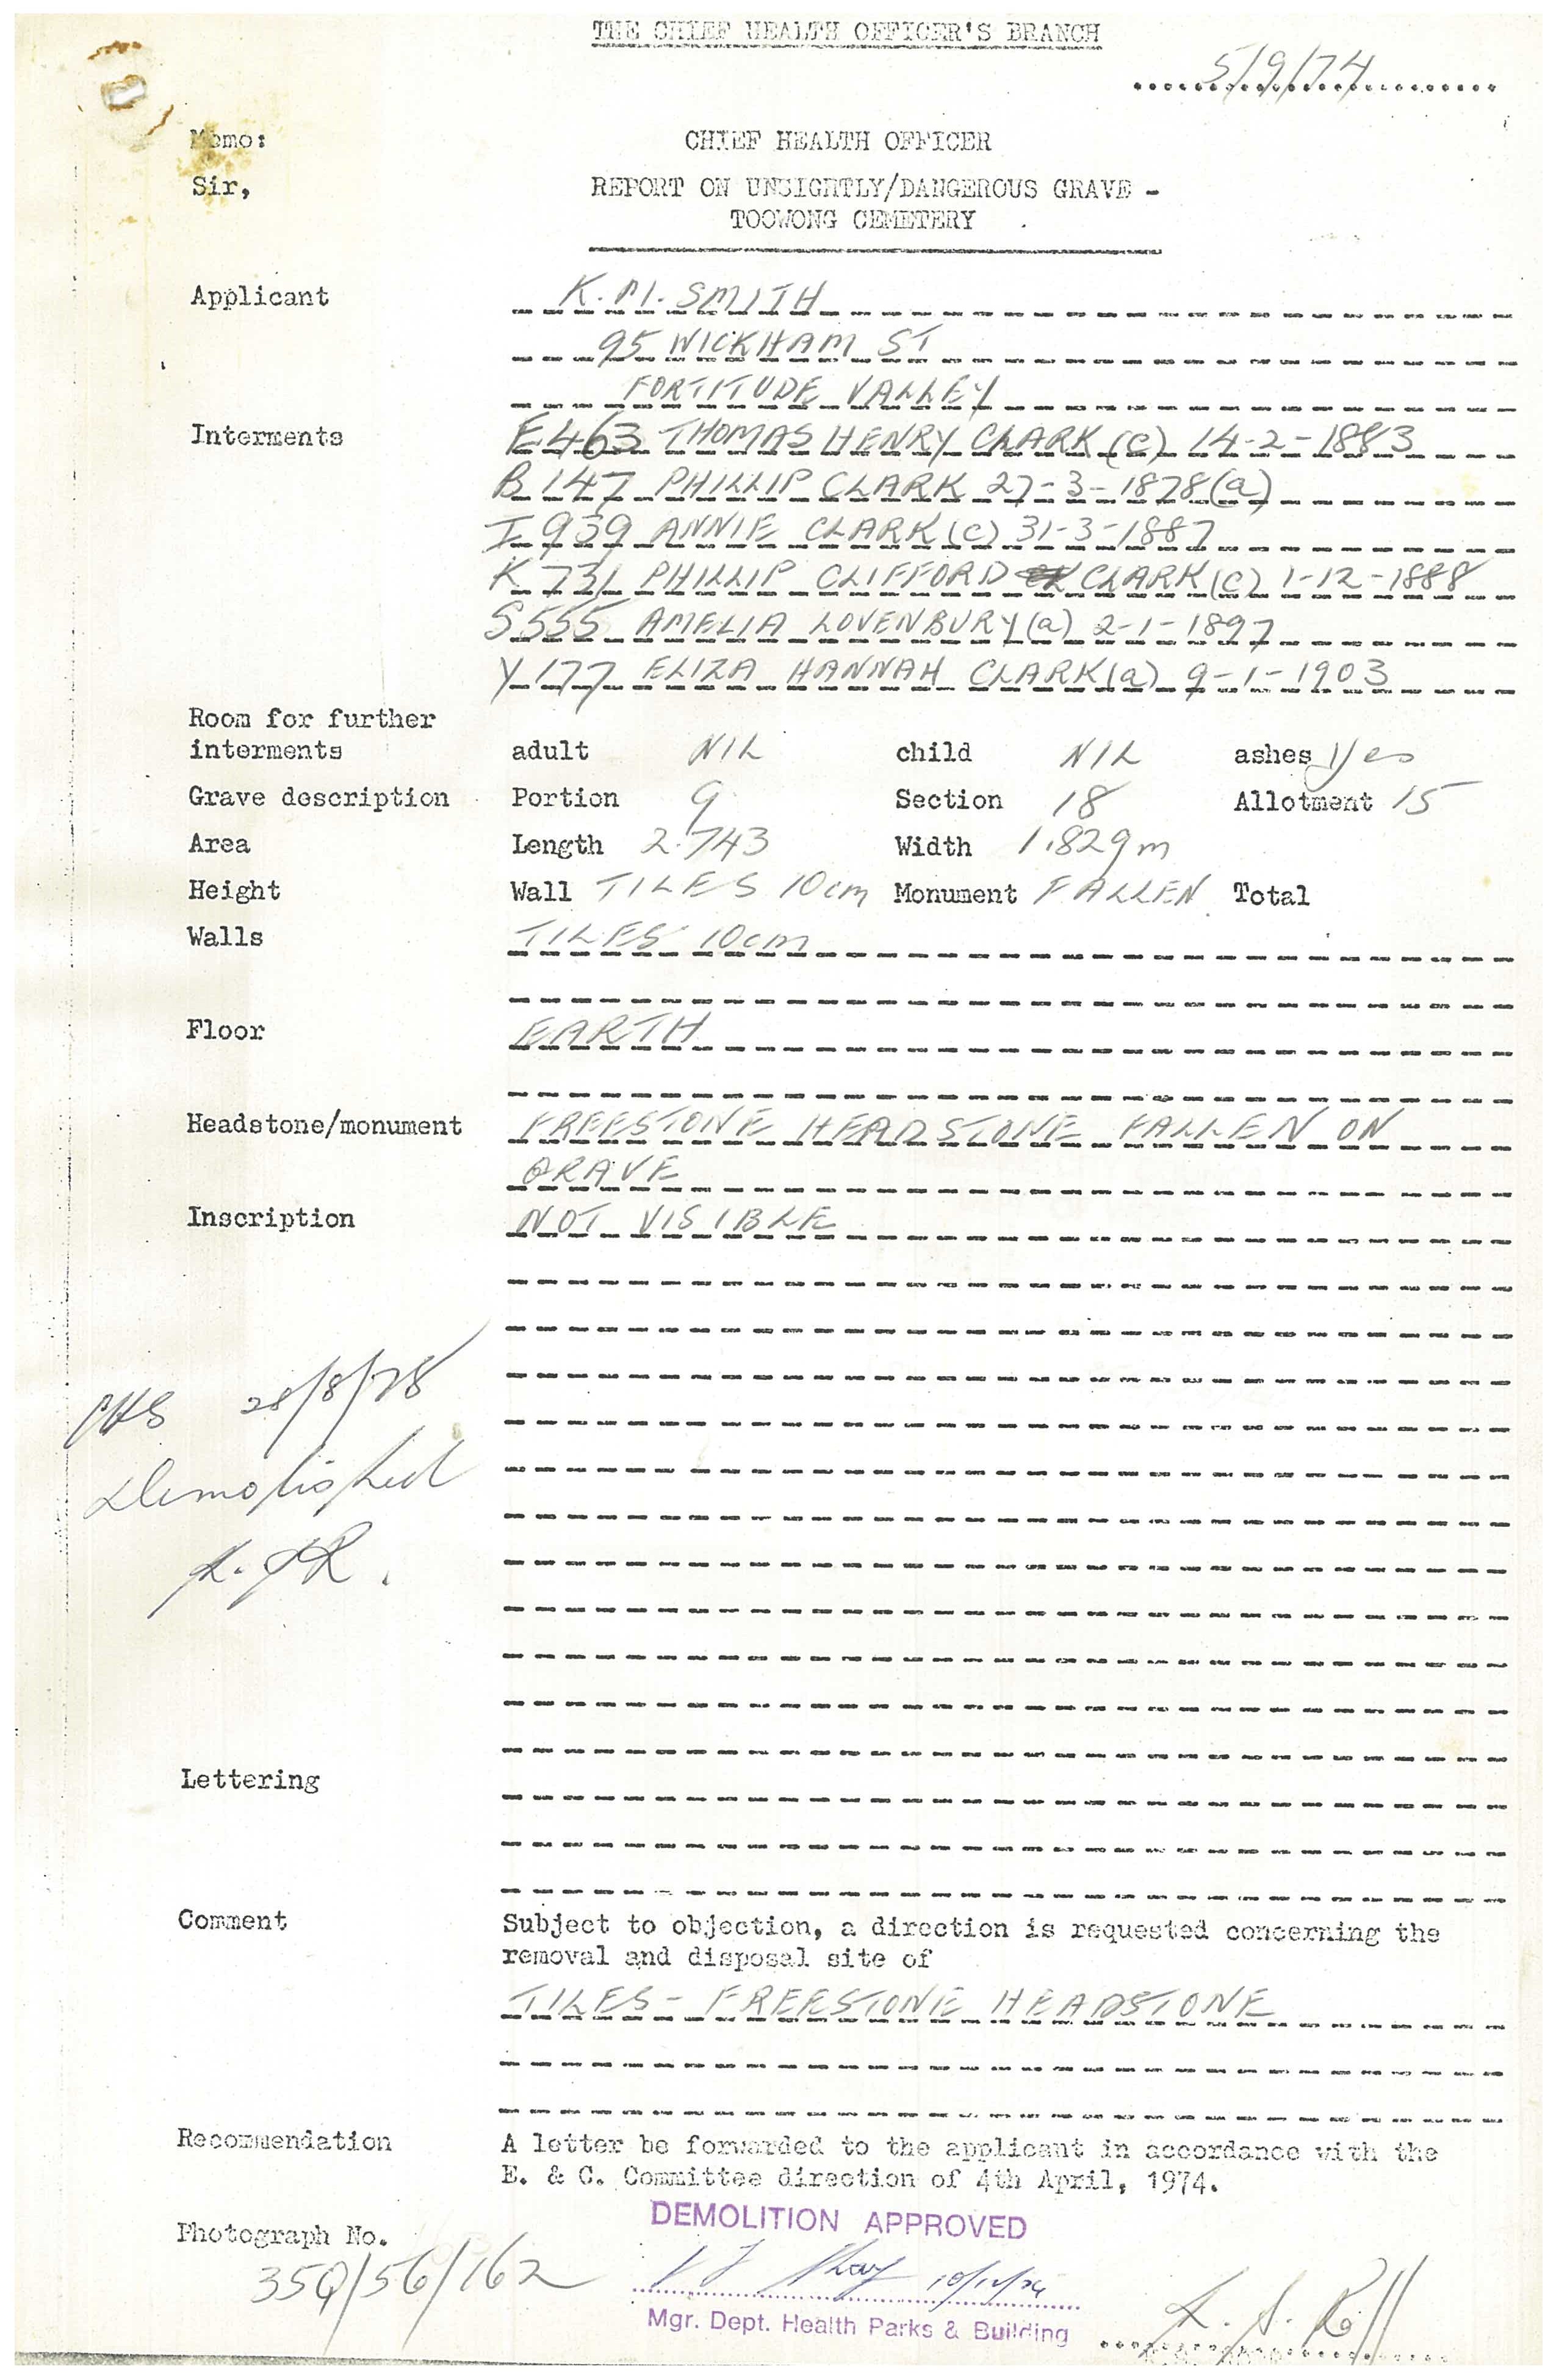 THE CHIEF HEALTH OFFICER'S BRANCH
5/9/74
Memo:
CHIEF HEALTH OFFICER
Sir,
REPORT ON UNSIGHTLY/DANGEROUS GRAVE -
TOOWONG CEMETERY
Applicant K.M. SMITH
95 WICKHAM ST
FORTITUDE VALLEY
Interments E463 THOMAS HENRY CLARK (c) 14-2-1883
B 147 PHILLIP CLARK 27-3-1878 (a)
I 939 ANNIE CLARK (c) 31-3-1887
K 731 PHILLIP CLIFFORD CLARK (c) 1-12-1888
S555 AMELIA LOVENBURY (a) 2-1-1897
Y 177 ELIZA HANNAH CLARK (a) 9-1-1903
Room for further
interments adult NIL child NIL ashes Yes
Grave description Portion 9 Section 18 Allotment 15
Area Length 2.743 Width 1.829m
Height Wall TILES 10cm Monument FALLEN Total
Walls TILES 10cm
Floor EARTH
Headstone/monument FREESTONE HEADSTONE FALLEN ON
GRAVE
Inscription NOT VISIBLE
28/8/78
Demolished
Lettering
Comment Subject to objection, a direction is requested concerning the
removal and disposal site of
TILES - FREESTONE HEADSTONE
Recommendation A letter be forwarded to the applicant in accordance with the
E. & C. Committee direction of 4th April, 1974.
DEMOLITION APPROVED
Photograph No.
35Q/56/162
10/12/74
Mgr. Dept. Health Parks & Building